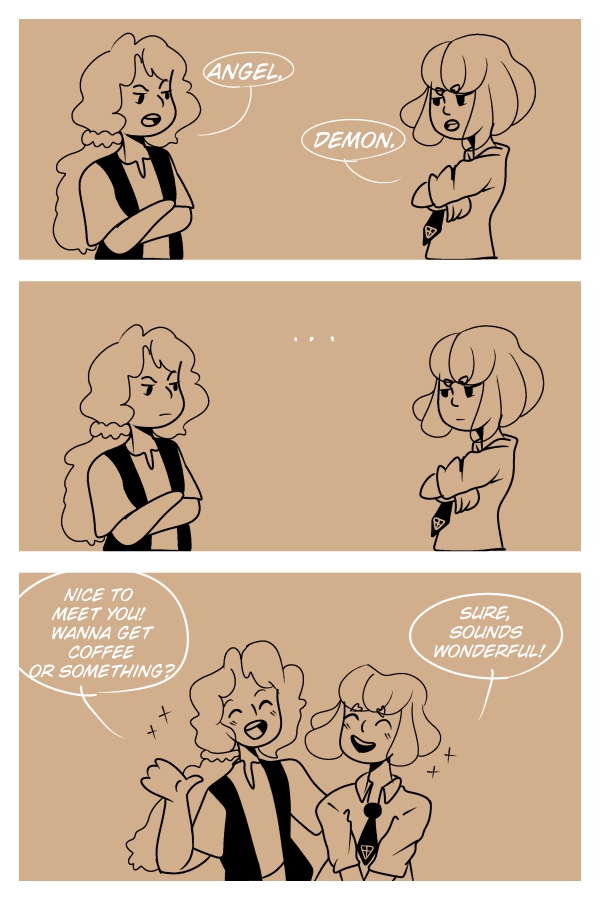 ANGEL.
DEMON.
...
NICE TO
MEET YOU!
WANNA GET
COFFEE
OR SOMETHING?
SURE,
SOUNDS
WONDERFUL!